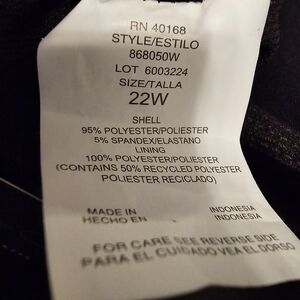 RN 40168
STYLE/ESTILO
868050W
LOT 6003224
SIZE/TALLA
22W
SHELL
95% POLYESTER/POLIESTER
5% SPANDEX/ELASTANO
LINING
100% POLYESTER/POLIESTER
(CONTAINS 50% RECYCLED POLYESTER
POLIESTER RECICLADO)
MADE IN INDONESIA
HECHO EN INDONESIA
FOR CARE SEE REVERSE SIDE
PARA EL CUIDADO VEA EL DORSO